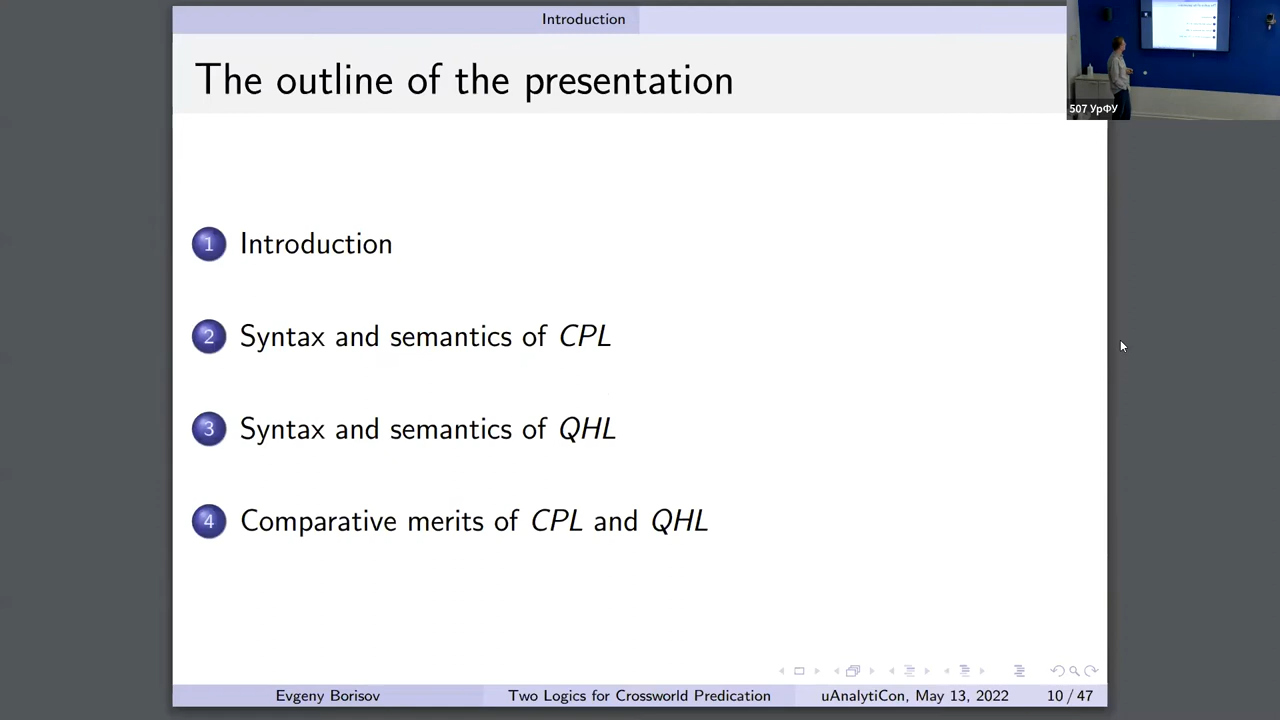 Introduction
The outline of the presentation
507 УрФУ
1 Introduction
2 Syntax and semantics of CPL
3 Syntax and semantics of QHL
4 Comparative merits of CPL and QHL
Evgeny Borisov Two Logics for Crossworld Predication uAnalytiCon, May 13, 2022 10 / 47